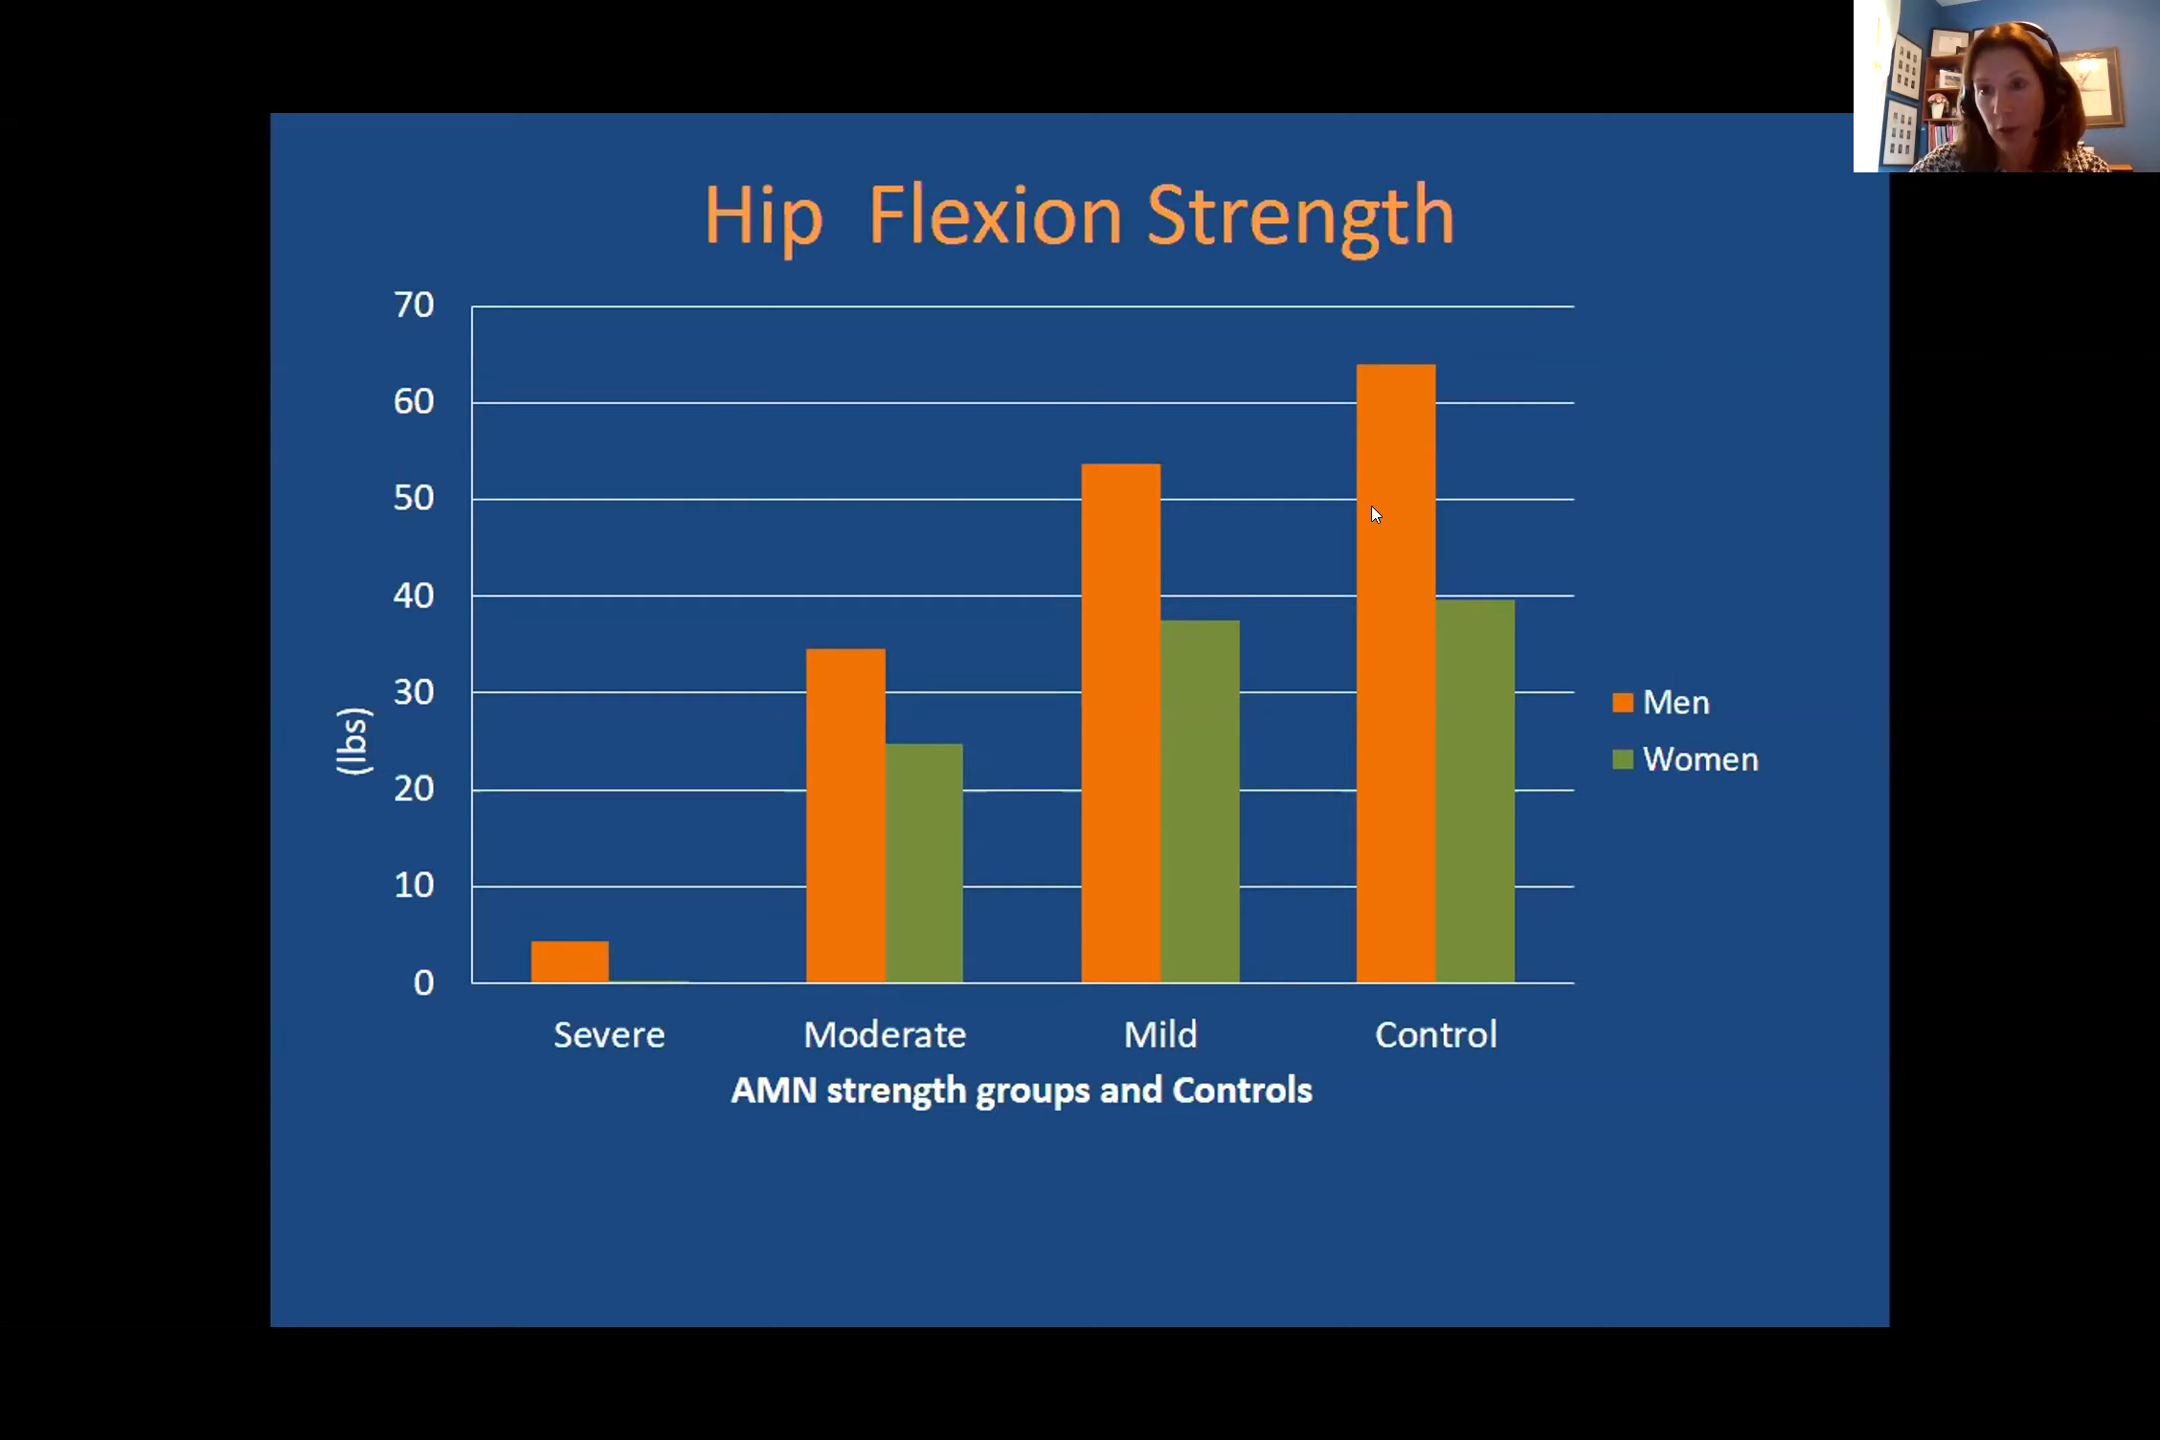 Hip  Flexion Strength
70
60
50
40
30
20
10
0
(lbs)
Men
Women
Severe
Moderate
Mild
Control
AMN strength groups and Controls